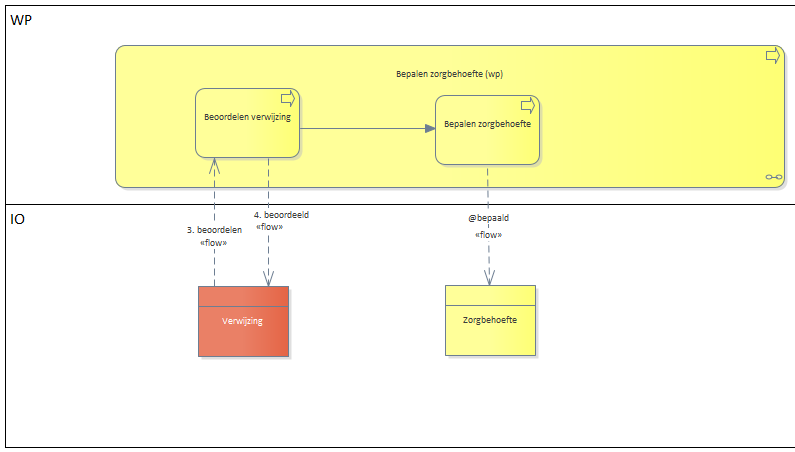 WP
Bepalen zorgbehoefte (wp)
Beoordelen verwijzing
Bepalen zorgbehoefte
IO
3. beoordelen
«flow»
4. beoordeeld
«flow»
@bepaald
«flow»
Verwijzing
Zorgbehoefte